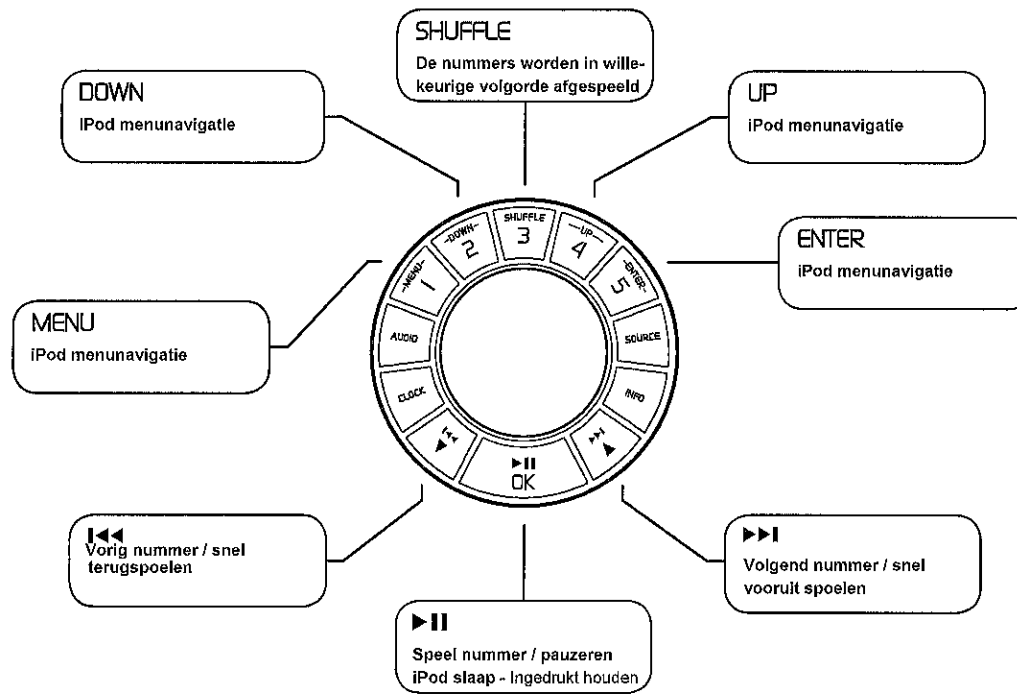 SHUFFLE
De nummers worden in wille-
keurige volgorde afgespeeld
DOWN
iPod menunavigatie
UP
iPod menunavigatie
ENTER
iPod menunavigatie
MENU
iPod menunavigatie
-MENU-
1
-DOWN-
2
SHUFFLE
3
-UP-
4
-ENTER-
5
AUDIO
SOURCE
CLOCK
INFO
I◀◀
▼
▶II
OK
▶▶I
▲
I◀◀
Vorig nummer / snel
terugspoelen
▶▶I
Volgend nummer / snel
vooruit spoelen
▶II
Speel nummer / pauzeren
iPod slaap - Ingedrukt houden